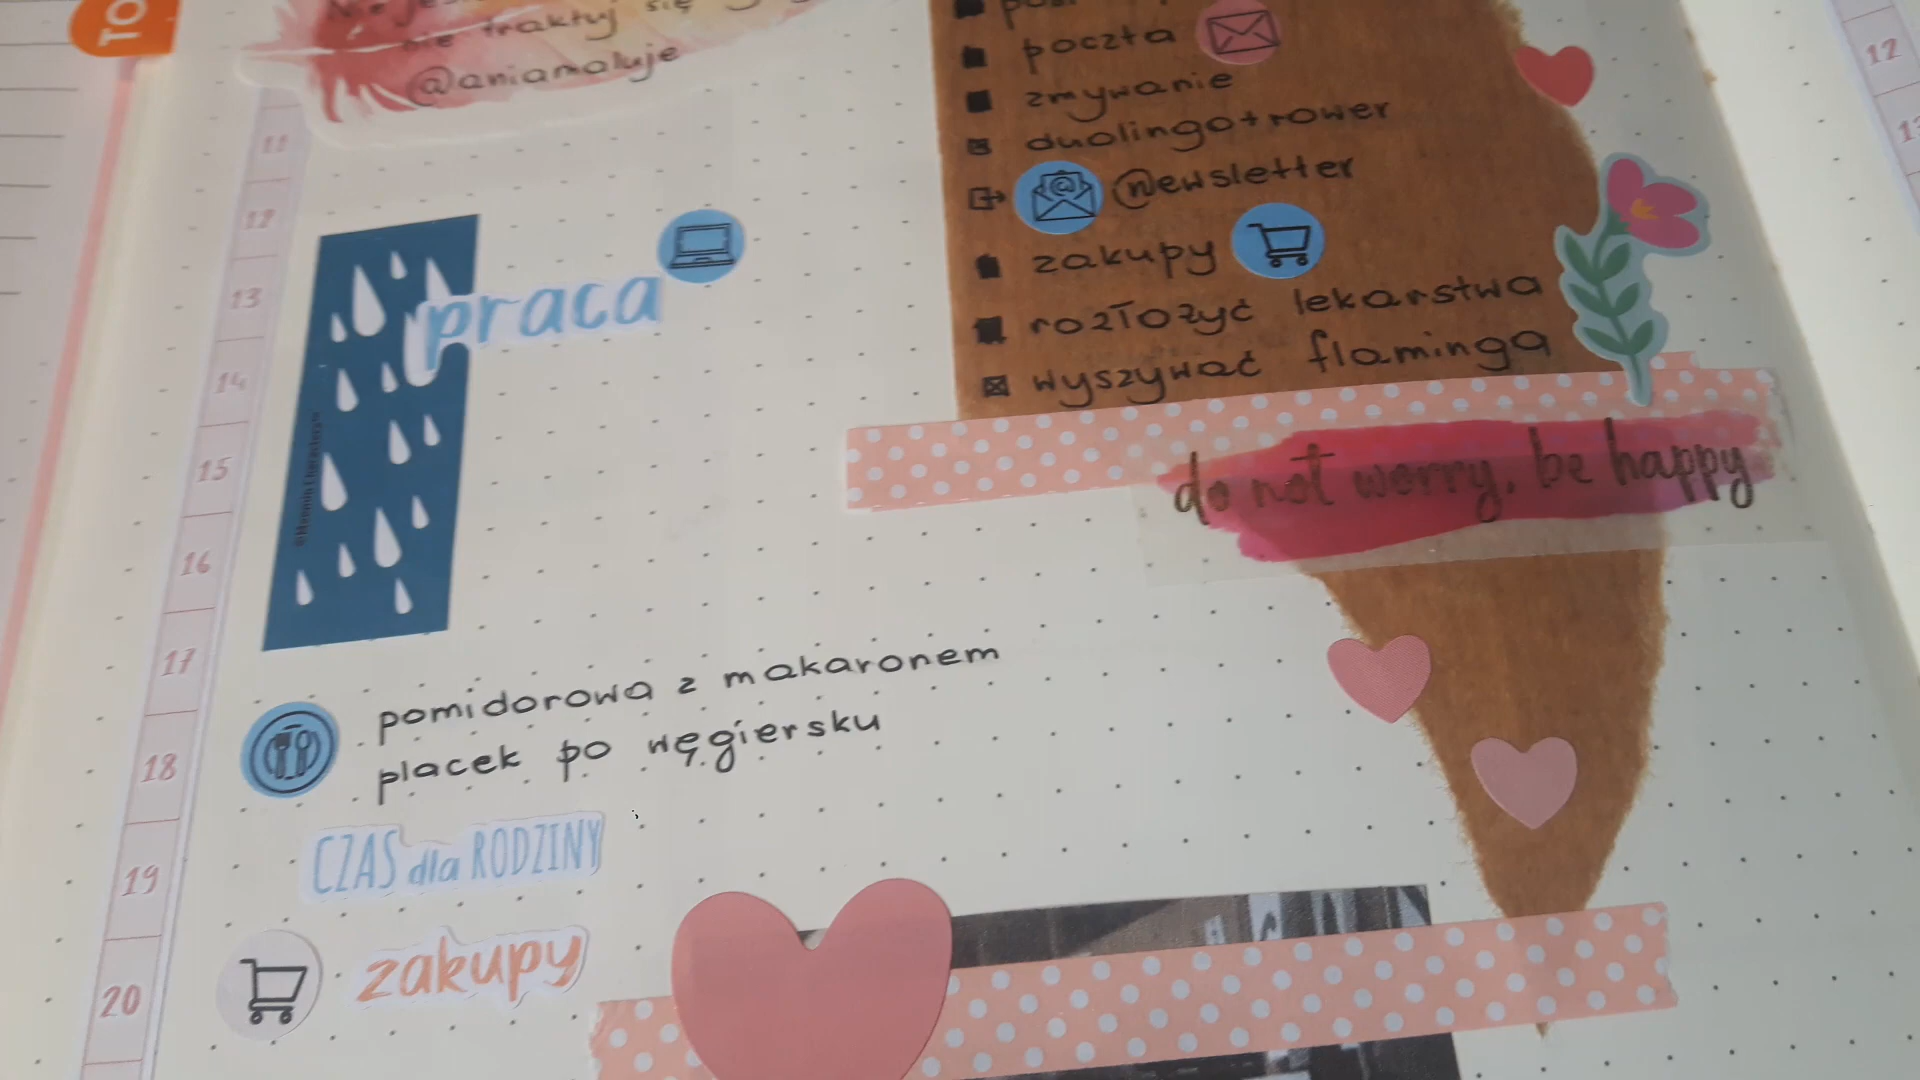 TO
nie traktuj się
@aniamaluje
11
12
13
14
15
16
17
18
19
20
praca
pomidorowa z makaronem
placek po węgiersku
CZAS dla RODZINY
zakupy
poczta
zmywanie
duolingo+rower
@newsletter
zakupy
rozłożyć lekarstwa
wyszywać flaminga
do not worry, be happy
12